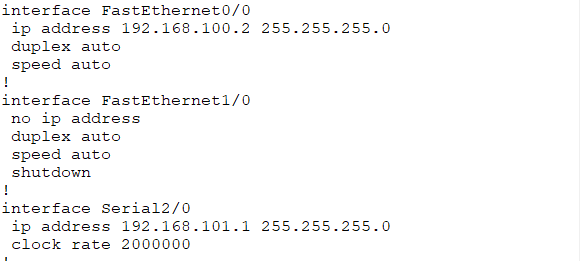 interface FastEthernet0/0
 ip address 192.168.100.2 255.255.255.0
 duplex auto
 speed auto
!
interface FastEthernet1/0
 no ip address
 duplex auto
 speed auto
 shutdown
!
interface Serial2/0
 ip address 192.168.101.1 255.255.255.0
 clock rate 2000000
!